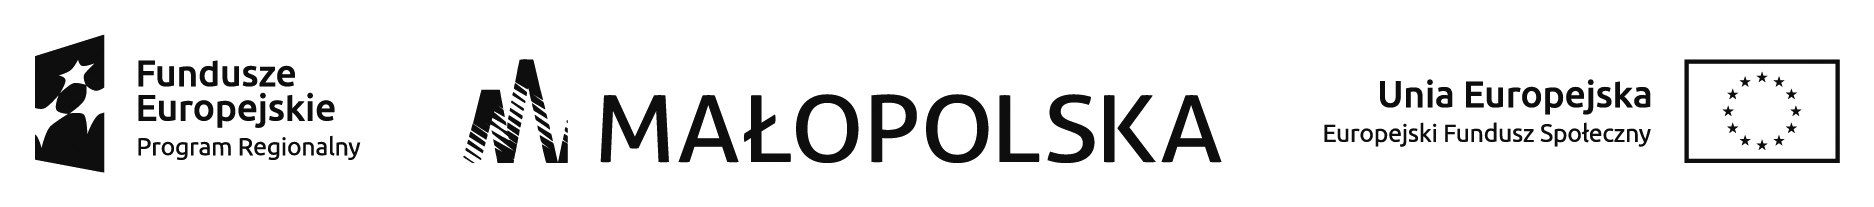 Fundusze
Europejskie
Program Regionalny
MAŁOPOLSKA
Unia Europejska
Europejski Fundusz Społeczny